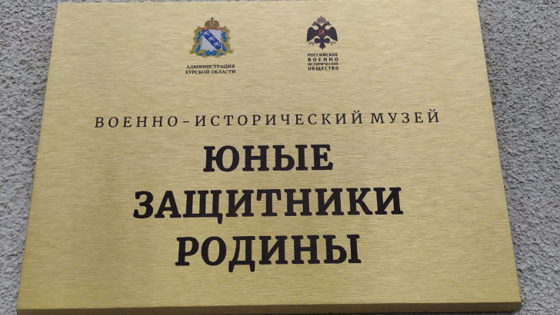 АДМИНИСТРАЦИЯ
КУРСКОЙ ОБЛАСТИ
РОССИЙСКОЕ
ВОЕННО
ИСТОРИЧЕСКОЕ
ОБЩЕСТВО
ВОЕННО-ИСТОРИЧЕСКИЙ МУЗЕЙ
ЮНЫЕ
ЗАЩИТНИКИ
РОДИНЫ